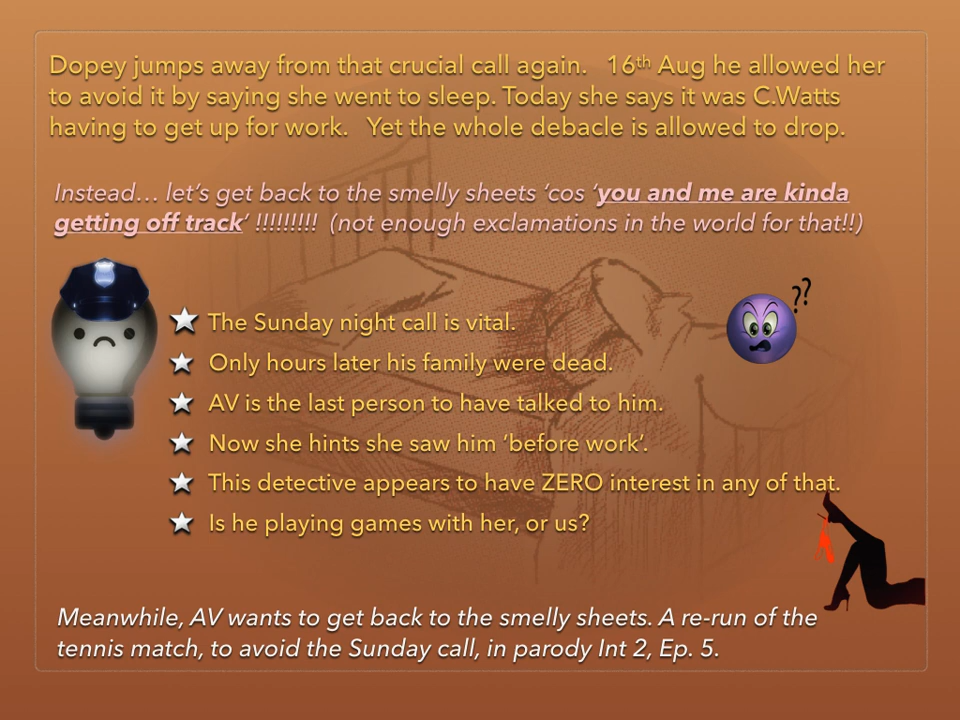 Dopey jumps away from that crucial call again.   16th Aug he allowed her
to avoid it by saying she went to sleep. Today she says it was C.Watts
having to get up for work.   Yet the whole debacle is allowed to drop.
Instead… let’s get back to the smelly sheets ‘cos ‘you and me are kinda
getting off track’ !!!!!!!!!  (not enough exclamations in the world for that!!)
??
The Sunday night call is vital.
Only hours later his family were dead.
AV is the last person to have talked to him.
Now she hints she saw him ‘before work’.
This detective appears to have ZERO interest in any of that.
Is he playing games with her, or us?
Meanwhile, AV wants to get back to the smelly sheets. A re-run of the
tennis match, to avoid the Sunday call, in parody Int 2, Ep. 5.